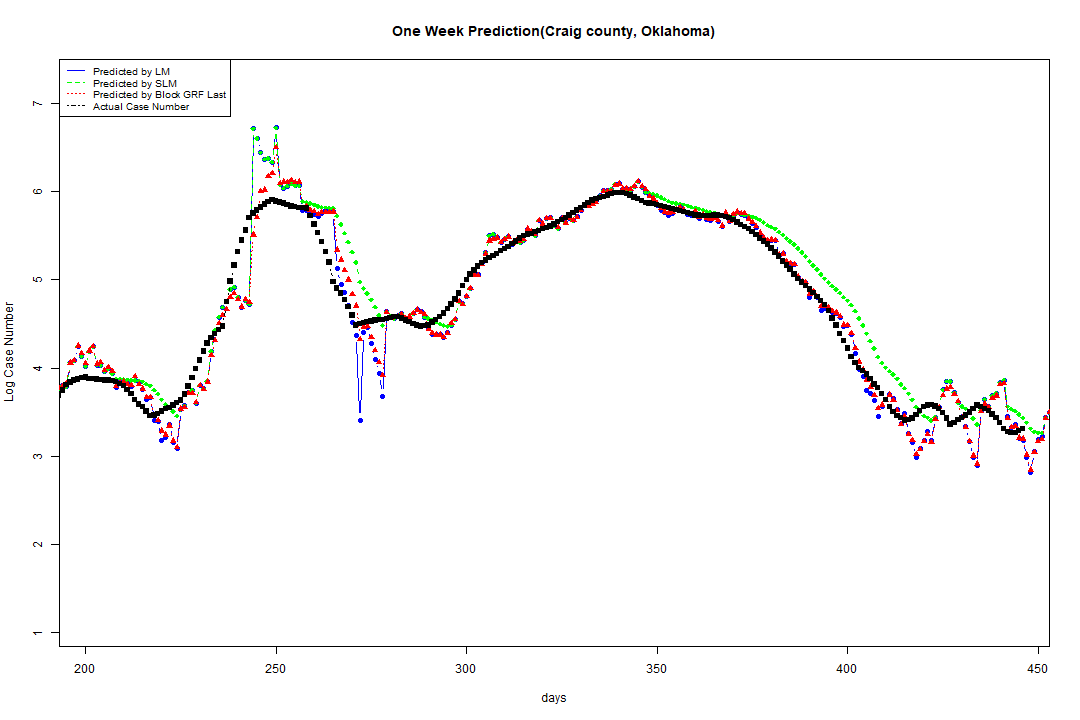 One Week Prediction(Craig county, Oklahoma)
Predicted by LM
Predicted by SLM
Predicted by Block GRF Last
Actual Case Number
7
6
5
4
3
2
1
Log Case Number
200 250 300 350 400 450
days